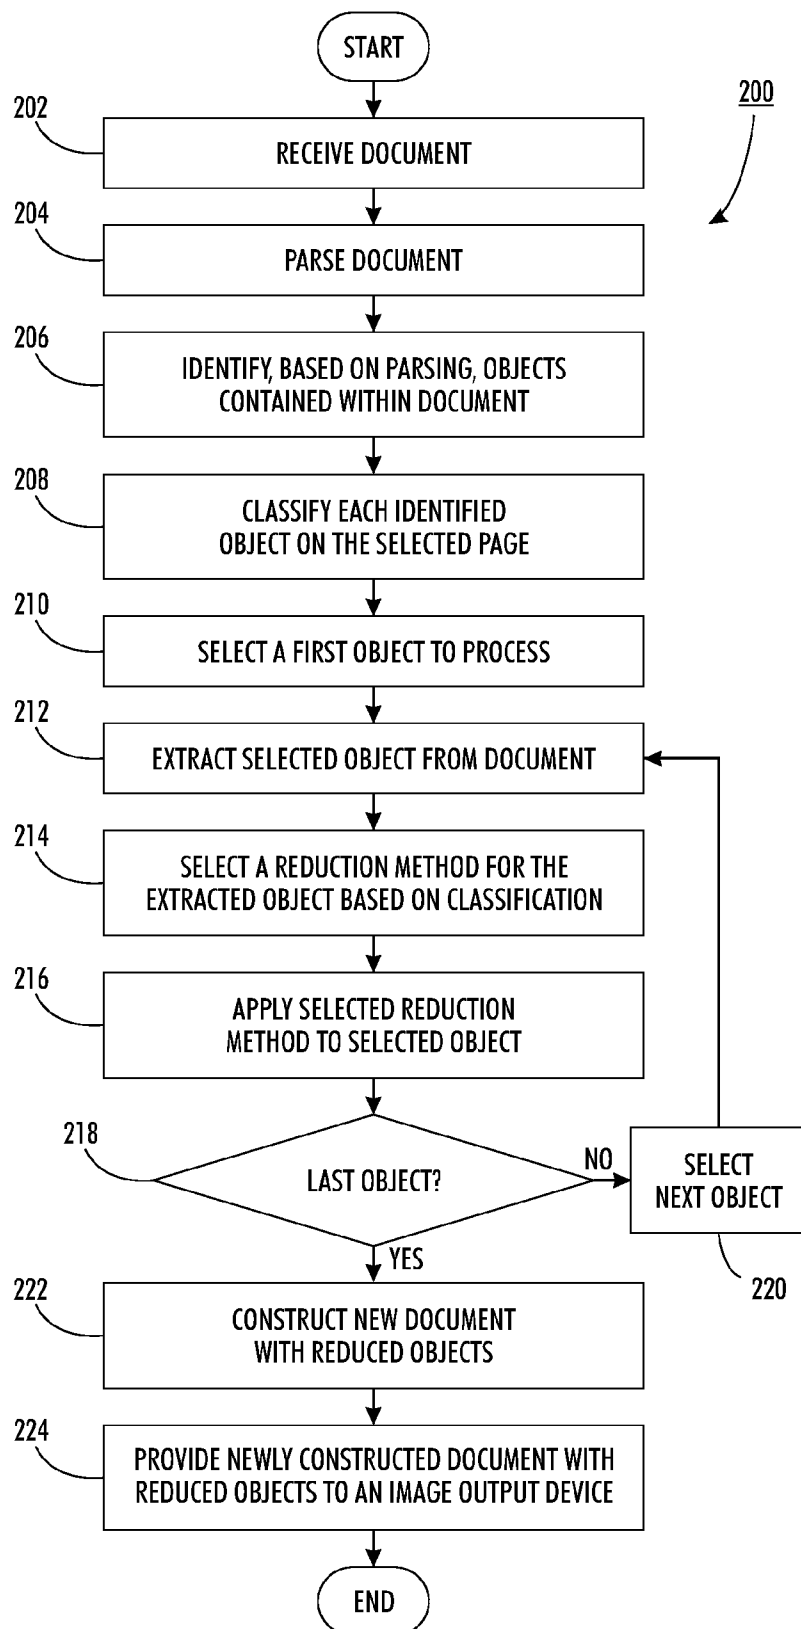 START
200
202
RECEIVE DOCUMENT
204
PARSE DOCUMENT
206
IDENTIFY, BASED ON PARSING, OBJECTS
CONTAINED WITHIN DOCUMENT
208
CLASSIFY EACH IDENTIFIED
OBJECT ON THE SELECTED PAGE
210
SELECT A FIRST OBJECT TO PROCESS
212
EXTRACT SELECTED OBJECT FROM DOCUMENT
214
SELECT A REDUCTION METHOD FOR THE
EXTRACTED OBJECT BASED ON CLASSIFICATION
216
APPLY SELECTED REDUCTION
METHOD TO SELECTED OBJECT
218
LAST OBJECT?
NO
SELECT
NEXT OBJECT
220
YES
222
CONSTRUCT NEW DOCUMENT
WITH REDUCED OBJECTS
224
PROVIDE NEWLY CONSTRUCTED DOCUMENT WITH
REDUCED OBJECTS TO AN IMAGE OUTPUT DEVICE
END